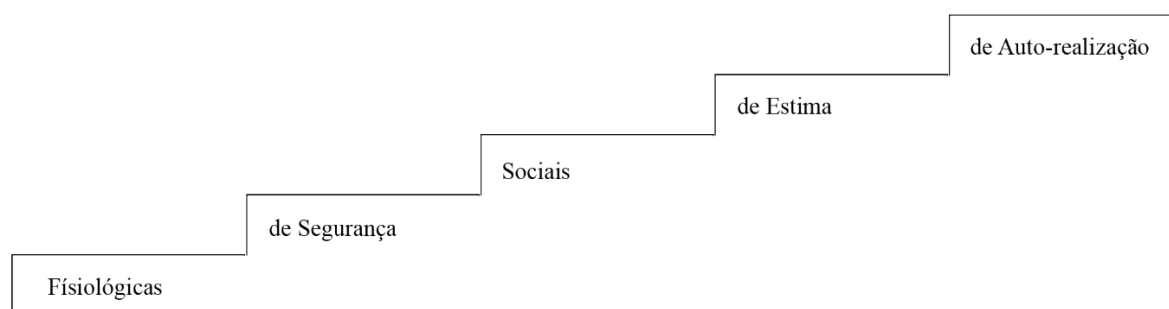 de Auto-realização
de Estima
Sociais
de Segurança
Físiológicas